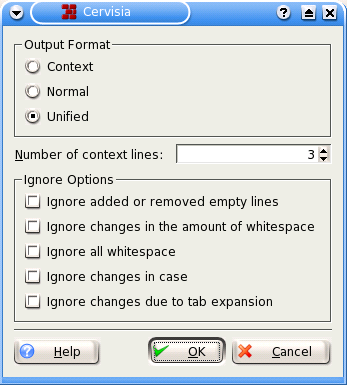 Cervisia
Output Format
Context
Normal
Unified
Number of context lines: 3
Ignore Options
Ignore added or removed empty lines
Ignore changes in the amount of whitespace
Ignore all whitespace
Ignore changes in case
Ignore changes due to tab expansion
Help OK Cancel